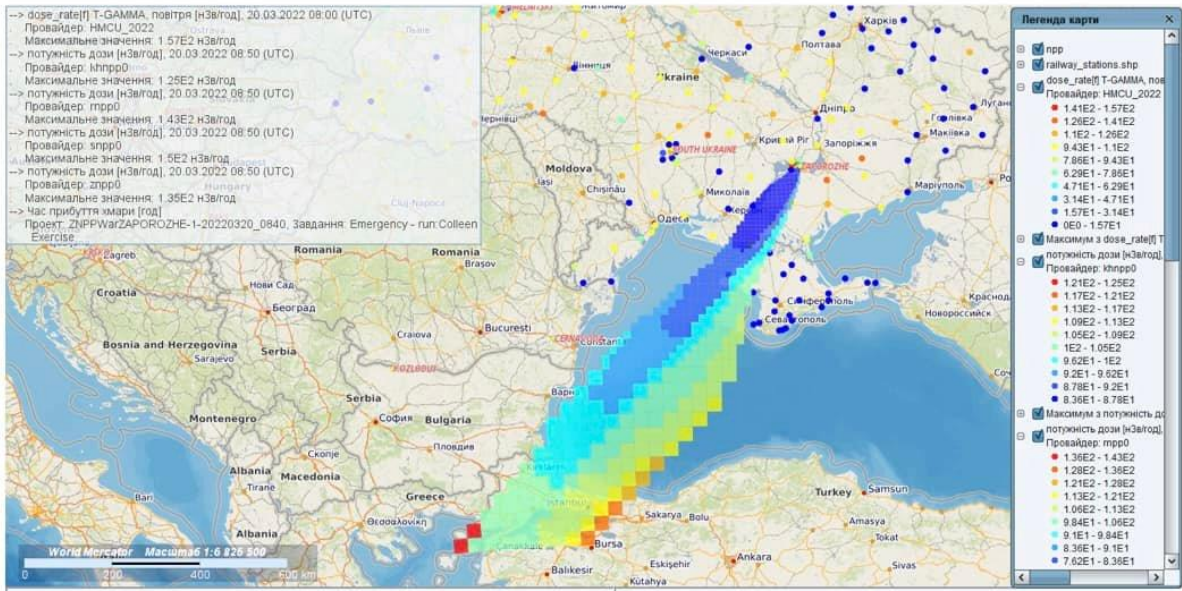 --> dose_rate[f] T-GAMMA, повітря [нЗв/год], 20.03.2022 08:00 (UTC)
Провайдер: HMCU_2022
Максимальне значення: 1.57E2 нЗв/год
--> потужність дози [нЗв/год], 20.03.2022 08:50 (UTC)
Провайдер: khnpp0
Максимальне значення: 1.25E2 нЗв/год
--> потужність дози [нЗв/год], 20.03.2022 08:50 (UTC)
Провайдер: rnpp0
Максимальне значення: 1.43E2 нЗв/год
--> потужність дози [нЗв/год], 20.03.2022 08:50 (UTC)
Провайдер: snpp0
Максимальне значення: 1.5E2 нЗв/год
--> потужність дози [нЗв/год], 20.03.2022 08:50 (UTC)
Провайдер: znpp0
Максимальне значення: 1.35E2 нЗв/год
--> Час прибуття хмари [год]
Проект: ZNPPWarZAPOROZHE-1-20220320_0840, Завдання: Emergency - run:Colleen
Exercise
Харків
Полтава
Черкаси
Вінниця
Ukraine
Дніпро
Луган
Горлівка
Макіївка
Кривий Ріг
Запоріжжя
SOUTH UKRAINE
ZAPOROZHE
Moldova
Iași
Chișinău
Миколаїв
Маріуполь
Одеса
Cluj-Napoca
Hungary
Zagreb
Romania
Romania
Brașov
Croatia
Нови Сад
Београд
Симферополь
Севастополь
Краснода
Новороссийск
Craiova
București
CERNAVODA
Constanța
Bosnia and Herzegovina
Sarajevo
Serbia
KOZLODUY
Варна
Montenegro
Serbia
София
Bulgaria
Пловдив
Скопје
Albania
Tirane
Macedonia
Bari
Kırklareli
Istanbul
Greece
Albania
Θεσσαλονίκη
Çanakkale
Bursa
Sakarya
Bolu
Turkey
Samsun
Amasya
Tokat
Ankara
Eskişehir
Balıkesir
Kütahya
Sivas
World Mercator Масштаб 1:6 826 500
0 200 400 600 km
Легенда карти
npp
railway_stations.shp
dose_rate[f] T-GAMMA, пов
Провайдер: HMCU_2022
1.41E2 - 1.57E2
1.26E2 - 1.41E2
1.1E2 - 1.26E2
9.43E1 - 1.1E2
7.86E1 - 9.43E1
6.29E1 - 7.86E1
4.71E1 - 6.29E1
3.14E1 - 4.71E1
1.57E1 - 3.14E1
0E0 - 1.57E1
Максимум з dose_rate[f] T
потужність дози [нЗв/год],
Провайдер: khnpp0
1.21E2 - 1.25E2
1.17E2 - 1.21E2
1.13E2 - 1.17E2
1.09E2 - 1.13E2
1.05E2 - 1.09E2
1E2 - 1.05E2
9.62E1 - 1E2
9.2E1 - 9.62E1
8.78E1 - 9.2E1
8.36E1 - 8.78E1
Максимум з потужність до
потужність дози [нЗв/год],
Провайдер: rnpp0
1.36E2 - 1.43E2
1.28E2 - 1.36E2
1.21E2 - 1.28E2
1.13E2 - 1.21E2
1.06E2 - 1.13E2
9.84E1 - 1.06E2
9.1E1 - 9.84E1
8.36E1 - 9.1E1
7.62E1 - 8.36E1